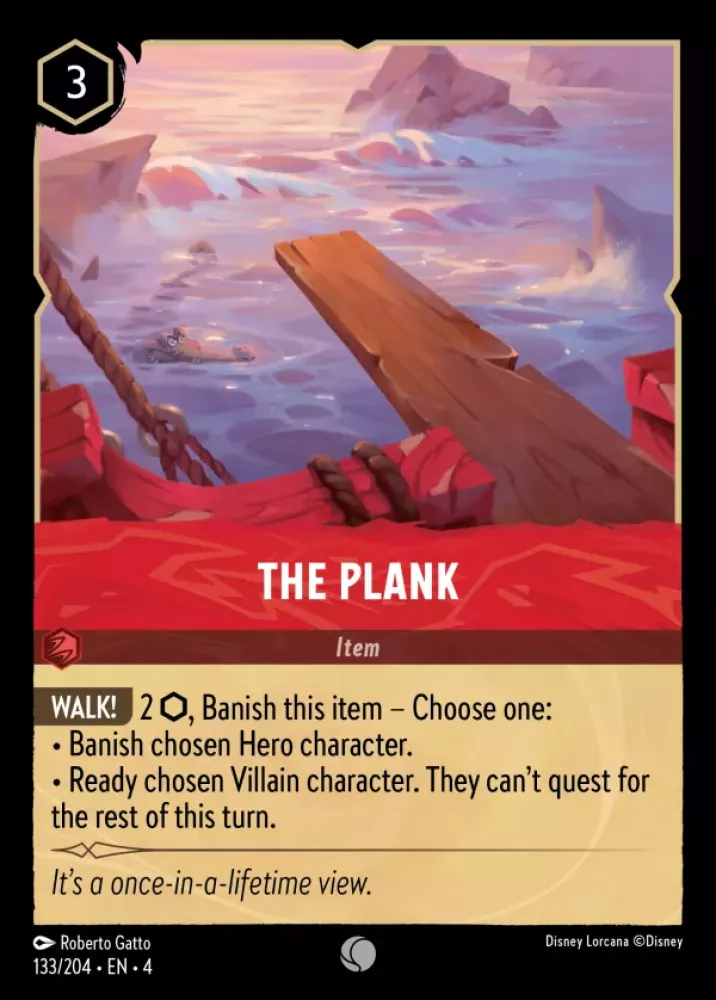 3
THE PLANK
Item
WALK! 2 ⬡, Banish this item – Choose one:
• Banish chosen Hero character.
• Ready chosen Villain character. They can’t quest for
the rest of this turn.
It’s a once-in-a-lifetime view.
Roberto Gatto
Disney Lorcana ©Disney
133/204 • EN • 4